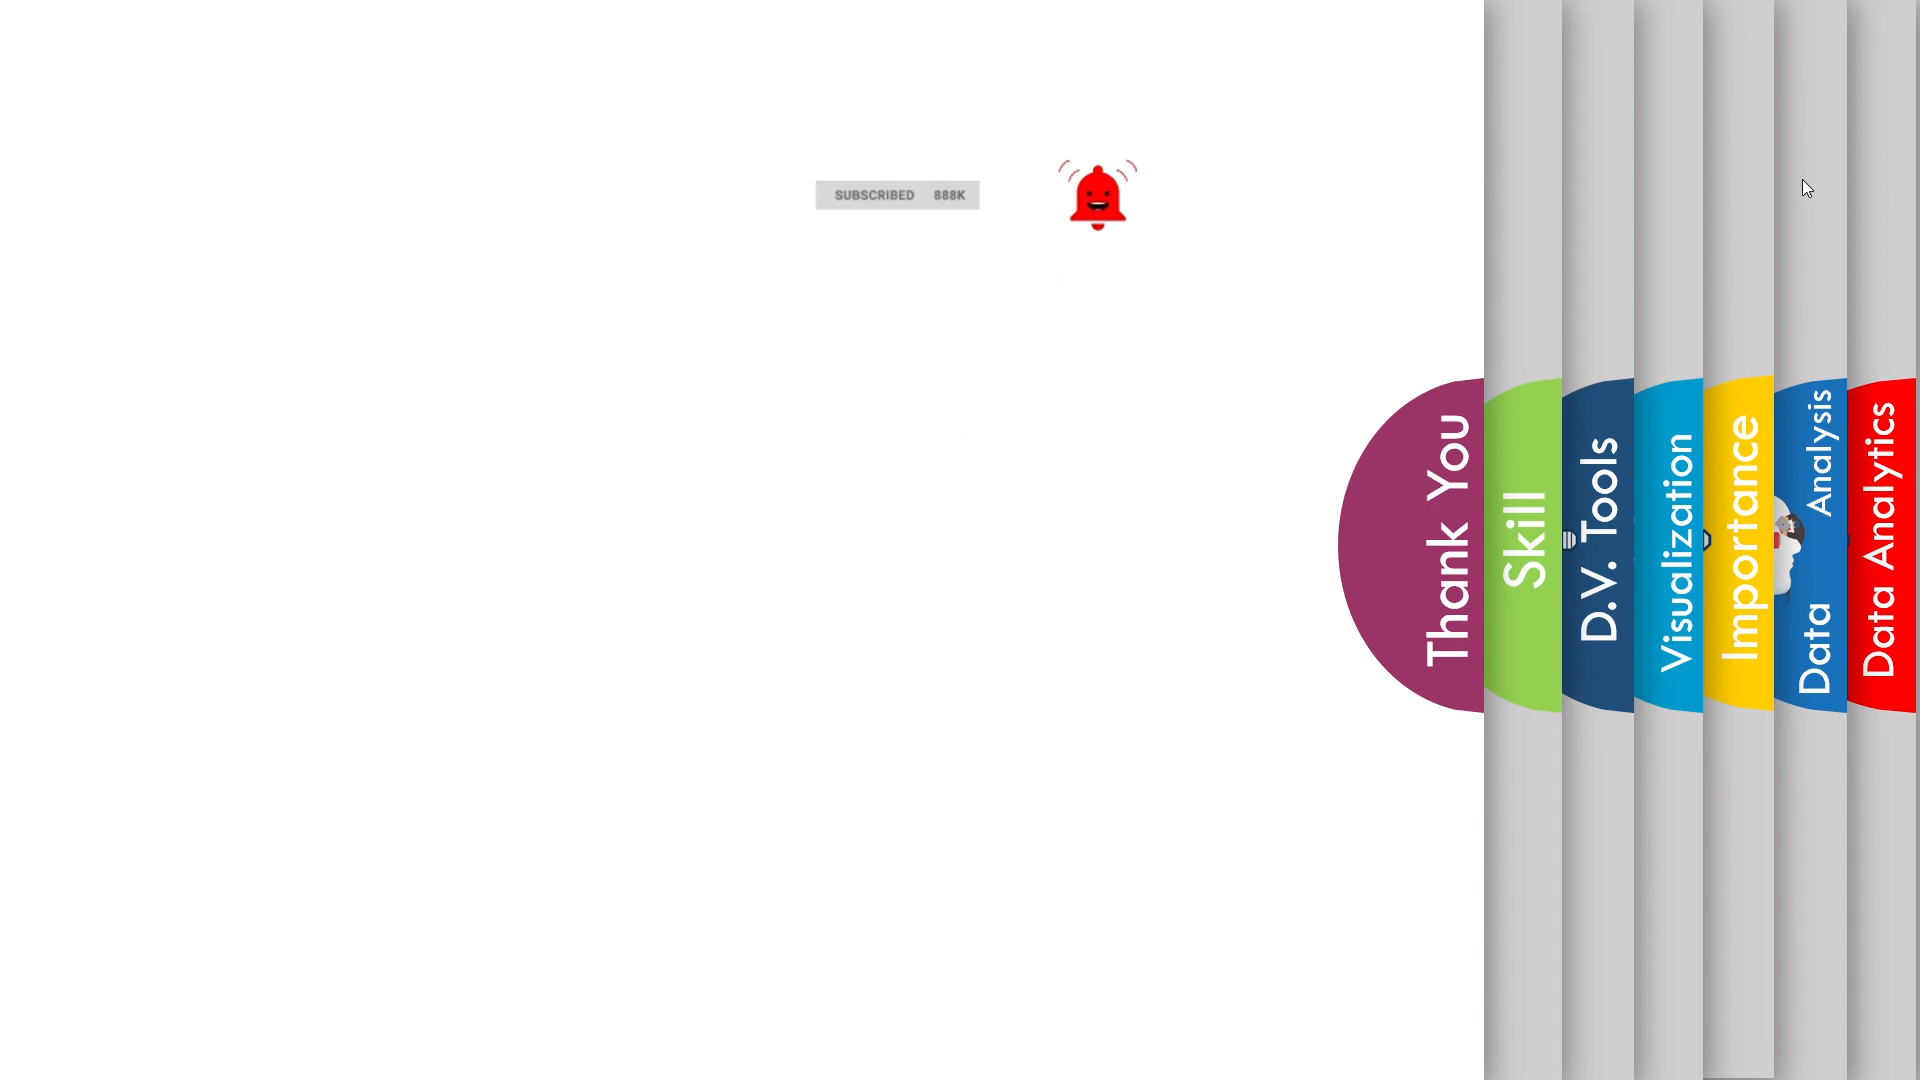 SUBSCRIBED 888K
Thank You
Skill
D.V. Tools
Visualization
Importance
Data Analysis
Data Analytics